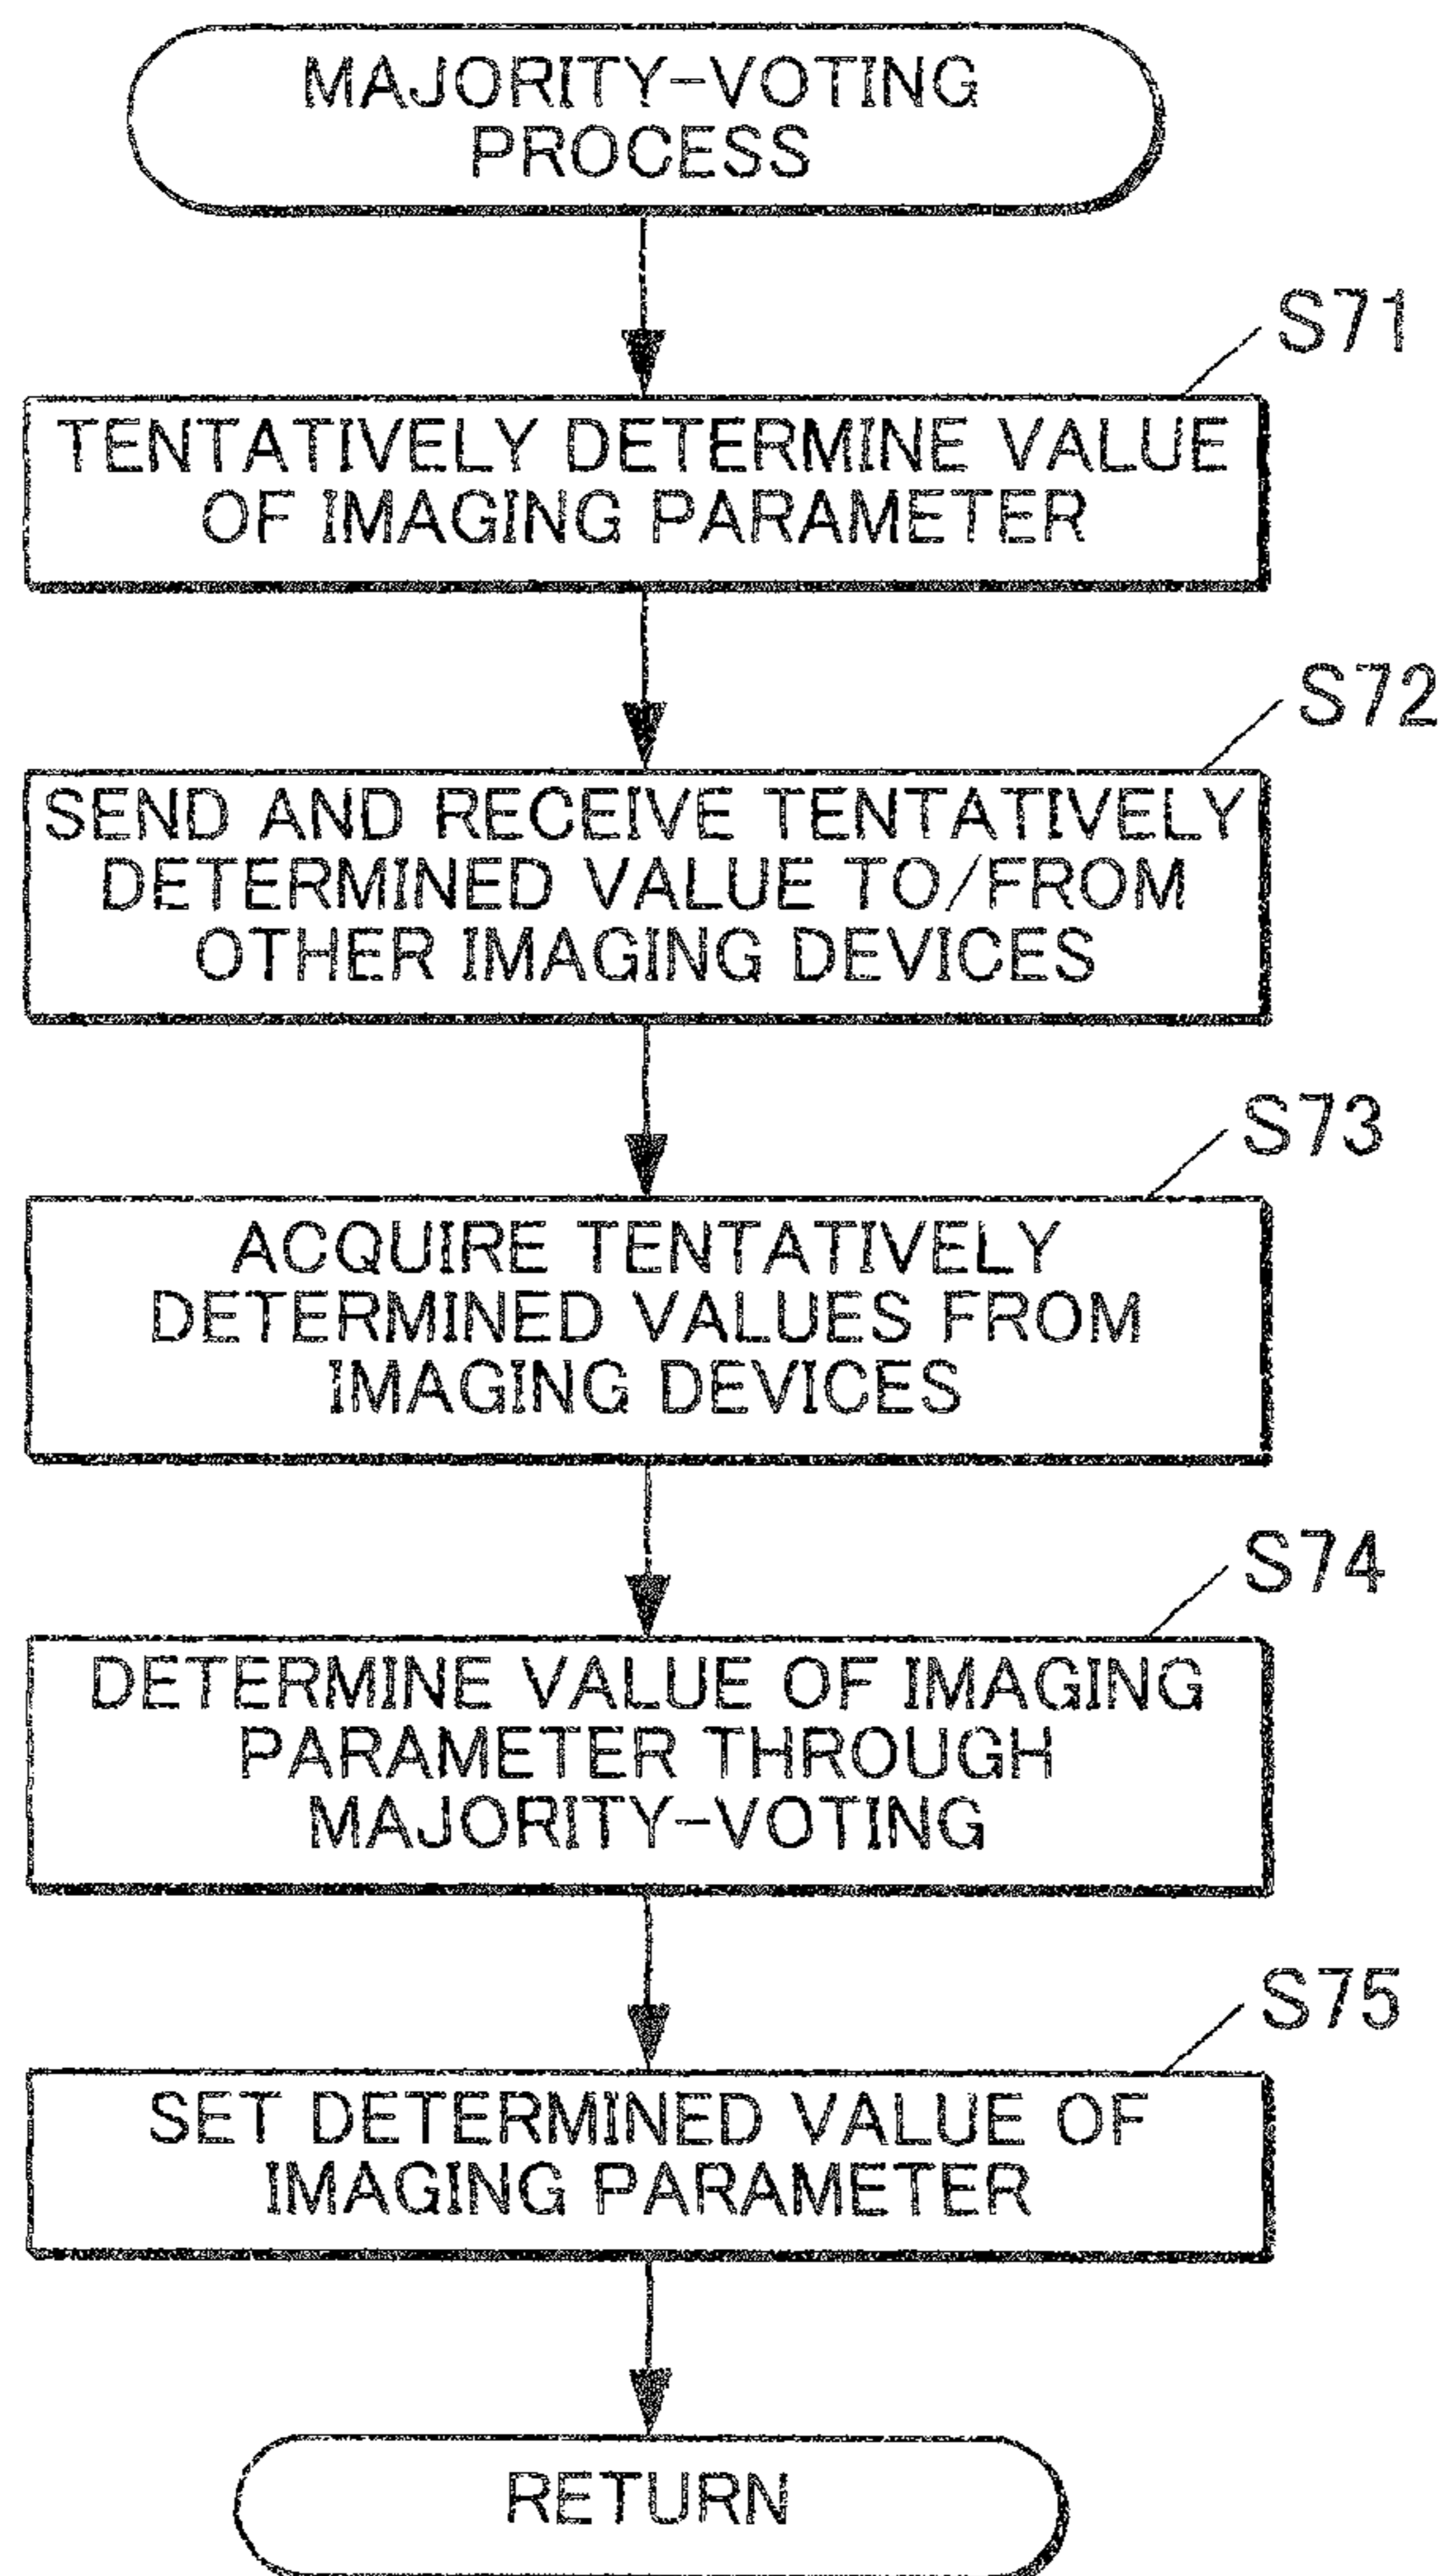 MAJORITY-VOTING
PROCESS
S71
TENTATIVELY DETERMINE VALUE
OF IMAGING PARAMETER
S72
SEND AND RECEIVE TENTATIVELY
DETERMINED VALUE TO/FROM
OTHER IMAGING DEVICES
S73
ACQUIRE TENTATIVELY
DETERMINED VALUES FROM
IMAGING DEVICES
S74
DETERMINE VALUE OF IMAGING
PARAMETER THROUGH
MAJORITY-VOTING
S75
SET DETERMINED VALUE OF
IMAGING PARAMETER
RETURN